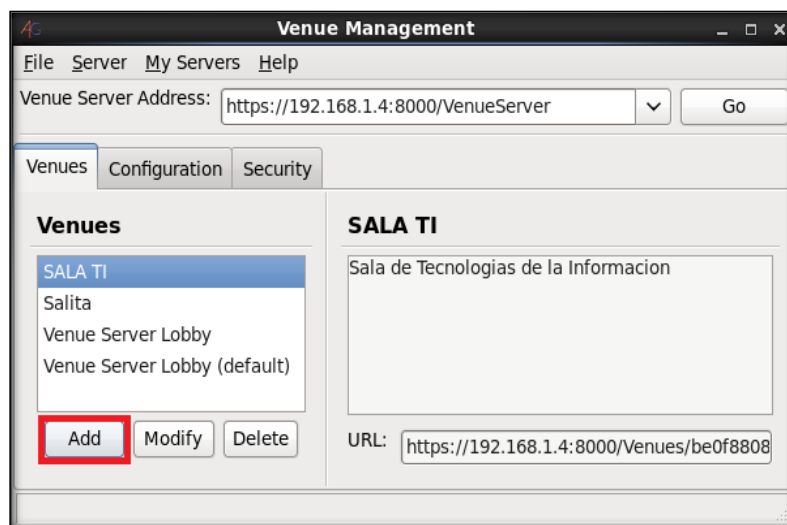 AG Venue Management
File Server My Servers Help
Venue Server Address: https://192.168.1.4:8000/VenueServer Go
Venues Configuration Security
Venues
SALA TI
Salita
Venue Server Lobby
Venue Server Lobby (default)
Add Modify Delete
SALA TI
Sala de Tecnologias de la Informacion
URL: https://192.168.1.4:8000/Venues/be0f8808